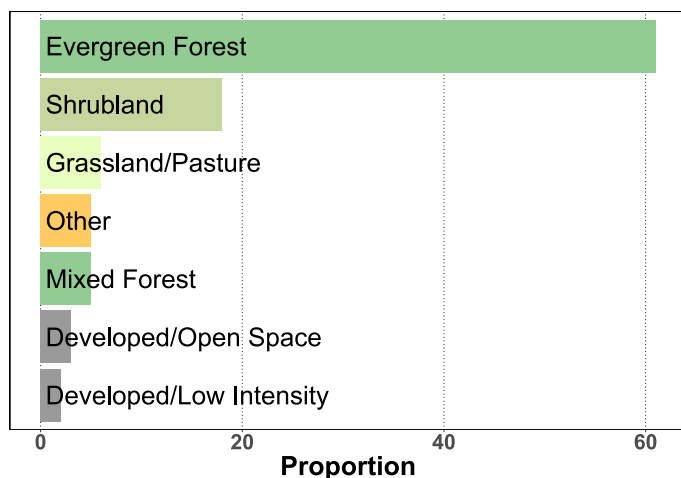 Evergreen Forest
Shrubland
Grassland/Pasture
Other
Mixed Forest
Developed/Open Space
Developed/Low Intensity
0 20 40 60
Proportion